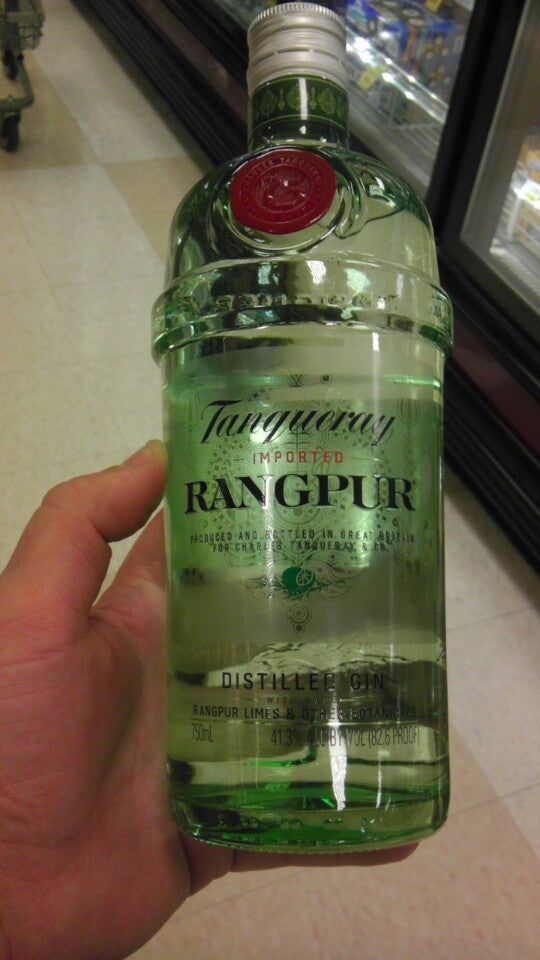 Tanqueray
IMPORTED
RANGPUR
PRODUCED AND BOTTLED IN GREAT BRITAIN
FOR CHARLES TANQUERAY & CO.
DISTILLED GIN
WITH
RANGPUR LIMES & OTHER BOTANICALS
750mL
41.3% ALC BY VOL (82.6 PROOF)